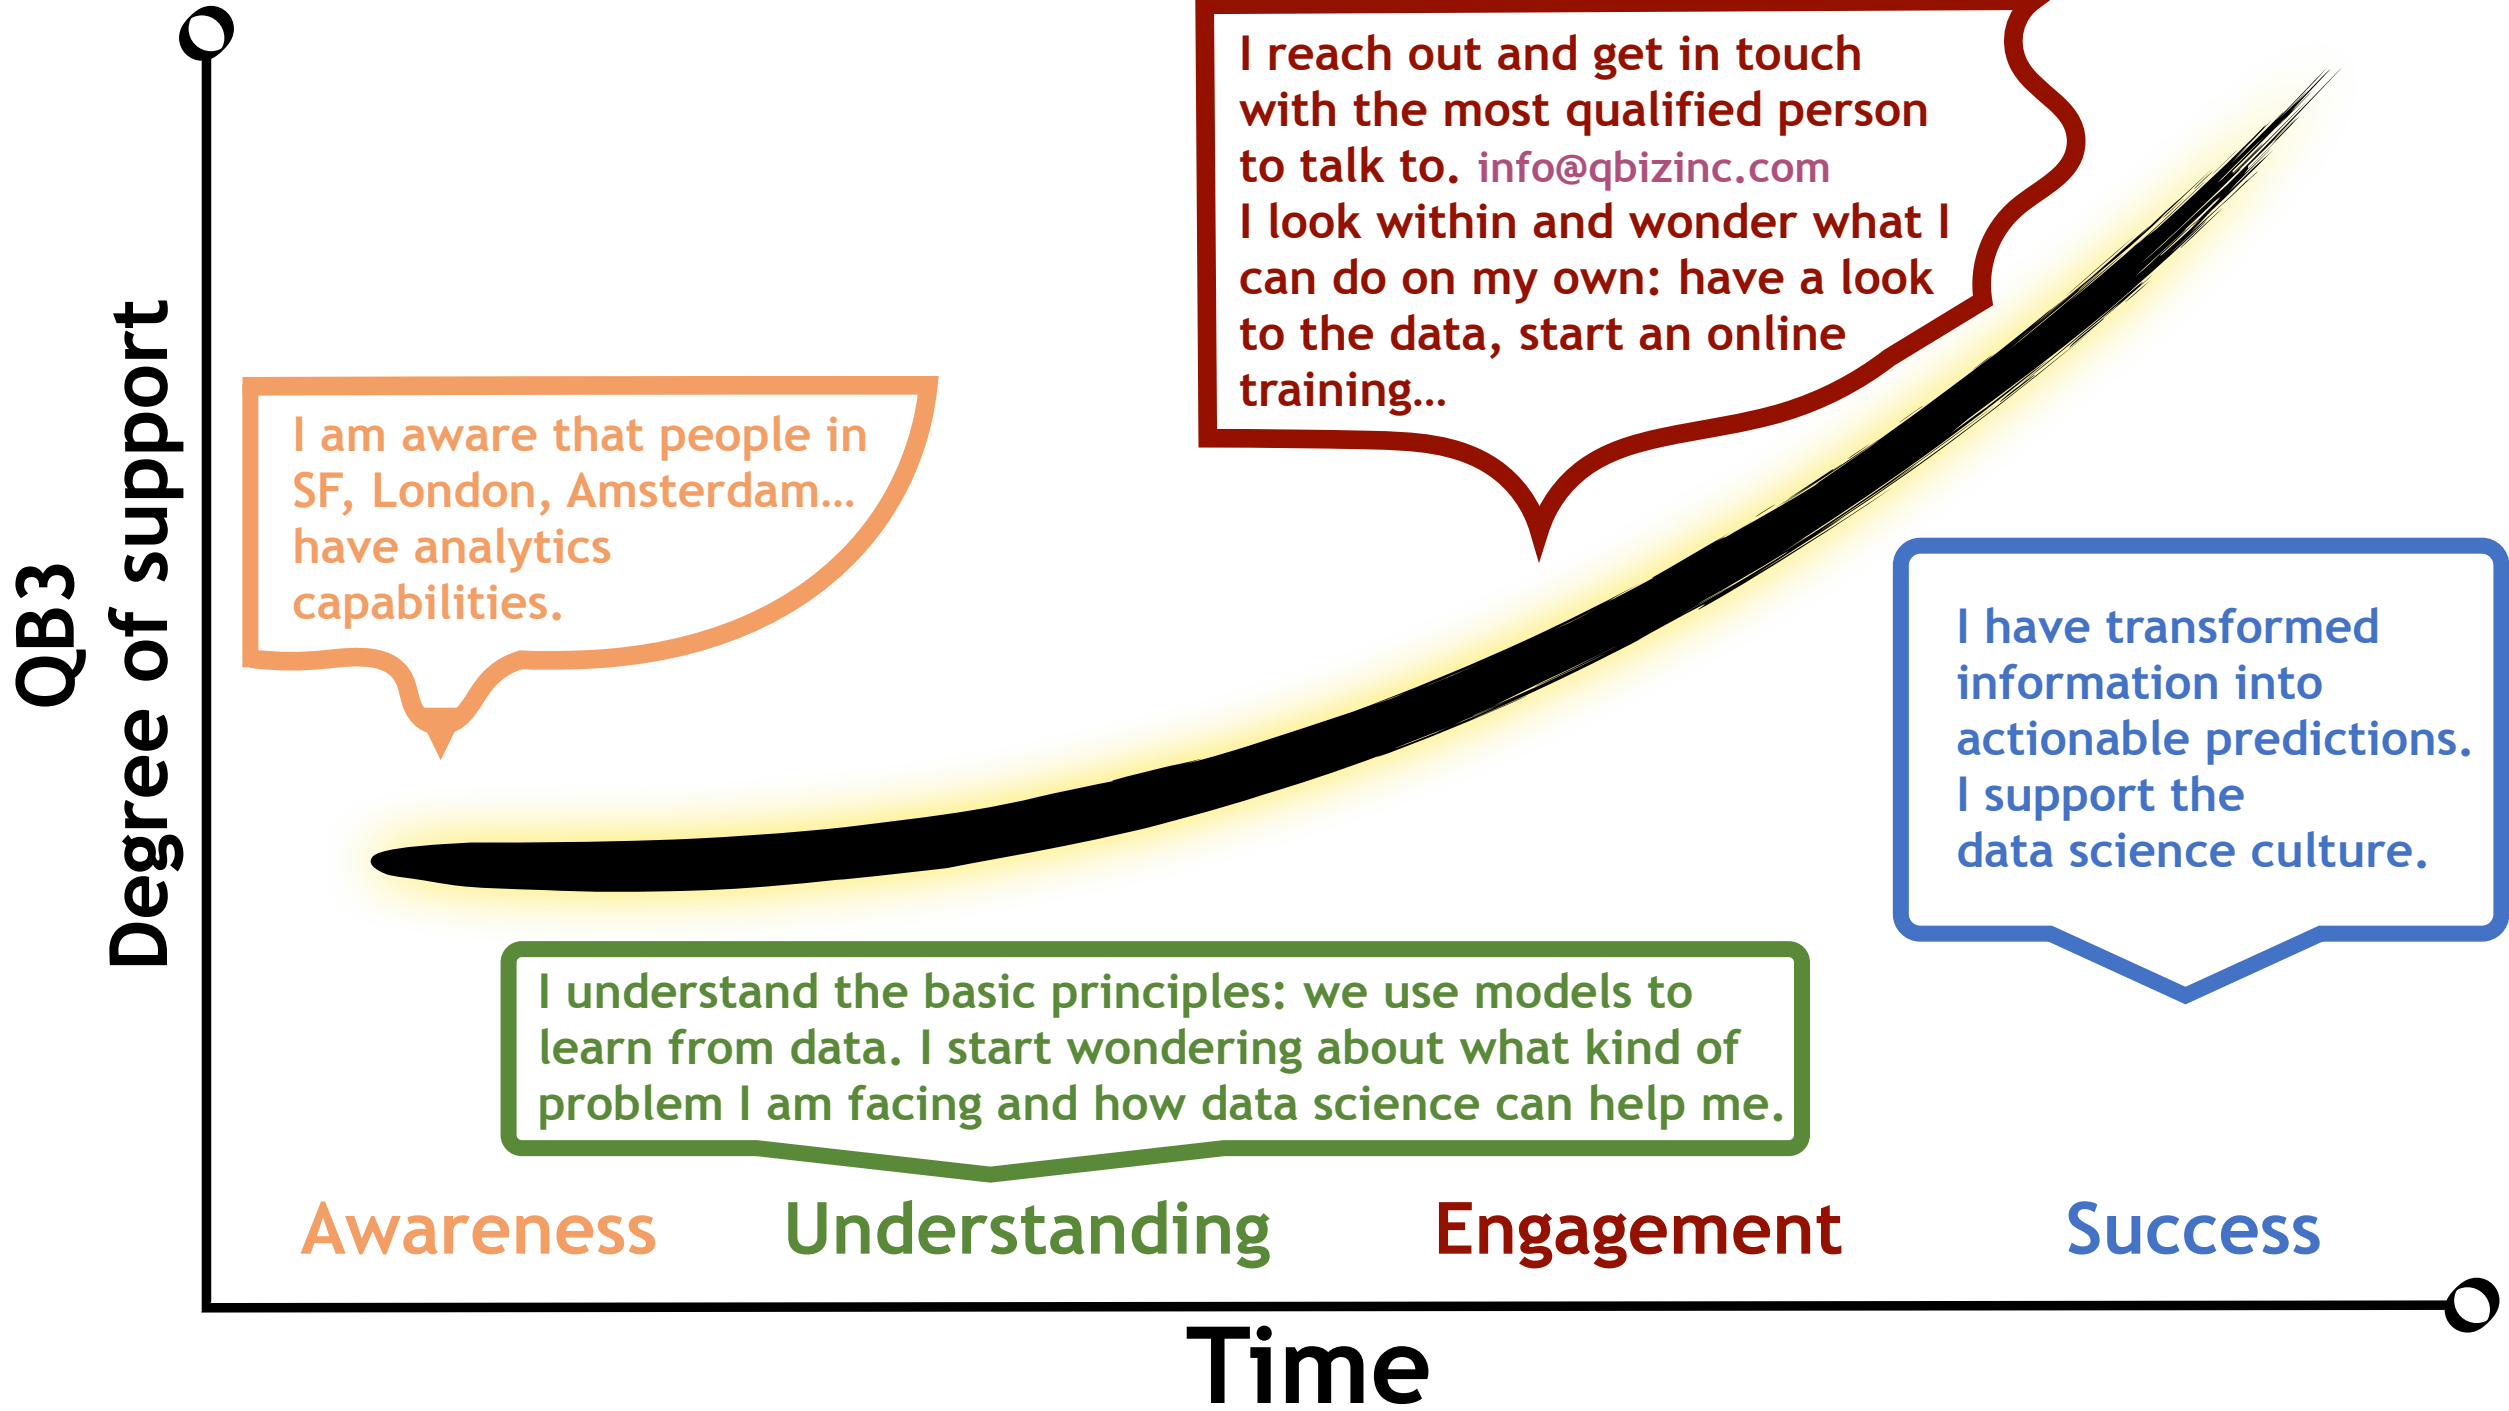 QB3
Degree of support
I am aware that people in
SF, London, Amsterdam…
have analytics
capabilities.
I reach out and get in touch
with the most qualified person
to talk to. info@qbizinc.com
I look within and wonder what I
can do on my own: have a look
to the data, start an online
training…
I have transformed
information into
actionable predictions.
I support the
data science culture.
I understand the basic principles: we use models to
learn from data. I start wondering about what kind of
problem I am facing and how data science can help me.
Awareness
Understanding
Engagement
Success
Time